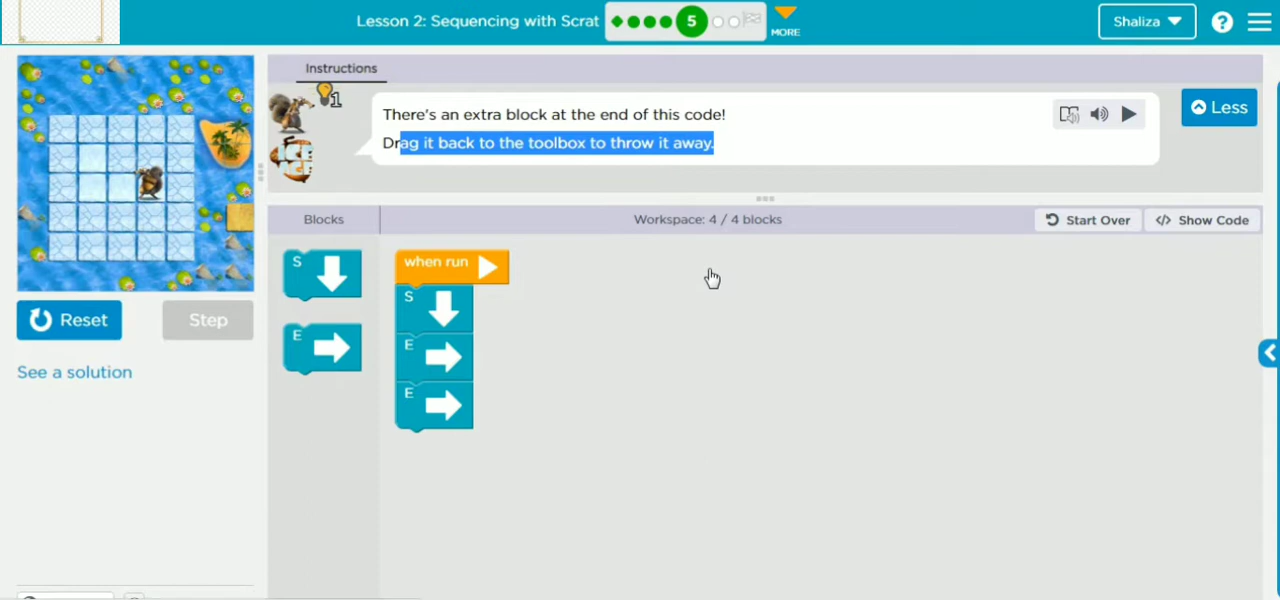 Lesson 2: Sequencing with Scrat
5
MORE
Shaliza
?
Instructions
1
There's an extra block at the end of this code!
Drag it back to the toolbox to throw it away.
Less
Blocks
Workspace: 4 / 4 blocks
Start Over
</> Show Code
S
E
when run
S
E
E
Reset
Step
See a solution